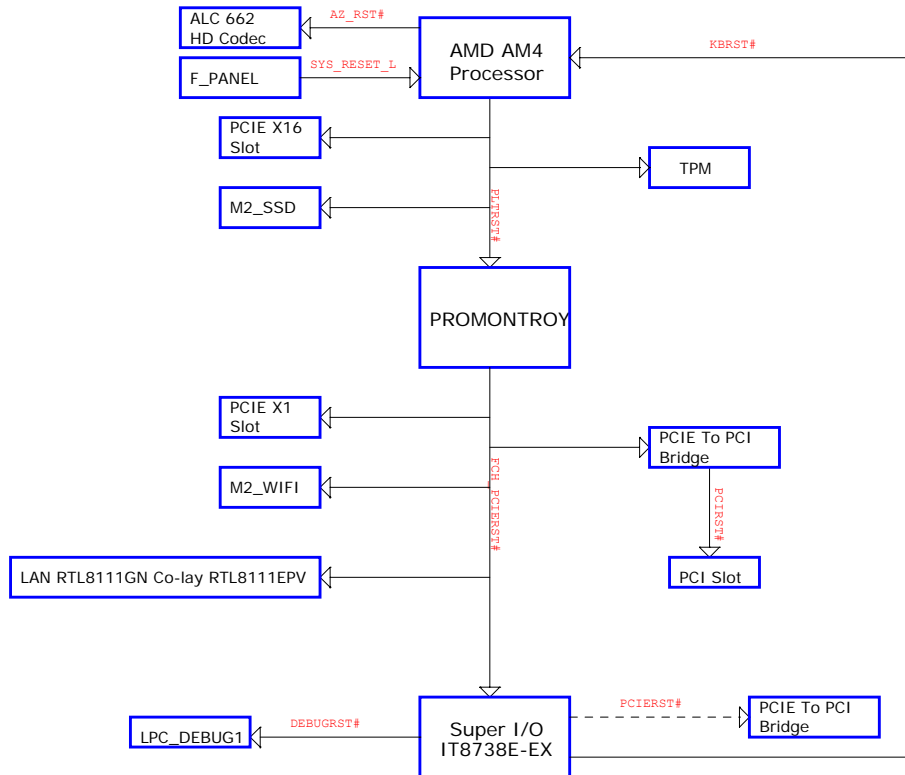 ALC 662
HD Codec
AZ_RST#
AMD AM4
Processor
KBRST#
F_PANEL
SYS_RESET_L
PCIE X16
Slot
TPM
M2_SSD
PLTRST#
PROMONTROY
PCIE X1
Slot
PCIE To PCI
Bridge
M2_WIFI
FCH_PCIERST#
PCIRST#
LAN RTL8111GN Co-lay RTL8111EPV
PCI Slot
LPC_DEBUG1
DEBUGRST#
Super I/O
IT8738E-EX
PCIERST#
PCIE To PCI
Bridge